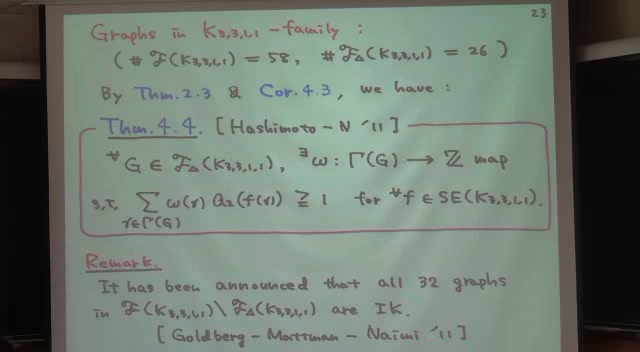 23
Graphs in K3,3,1,1 -family :
( # ℱ(K3,3,1,1) = 58, # ℱΔ(K3,3,1,1) = 26 )
By Thm.2.3 & Cor.4.3, we have :
Thm.4.4. [Hashimoto-N '11]
∀G ∈ ℱΔ(K3,3,1,1), ∃ω : Γ(G) → ℤ map
s.t. Σ ω(γ) a2(f(γ)) ≧ 1 for ∀f ∈ SE(K3,3,1,1).
γ∈Γ(G)
Remark.
It has been announced that all 32 graphs
in ℱ(K3,3,1,1) \ ℱΔ(K3,3,1,1) are IK.
[Goldberg-Mattman-Naimi '11]